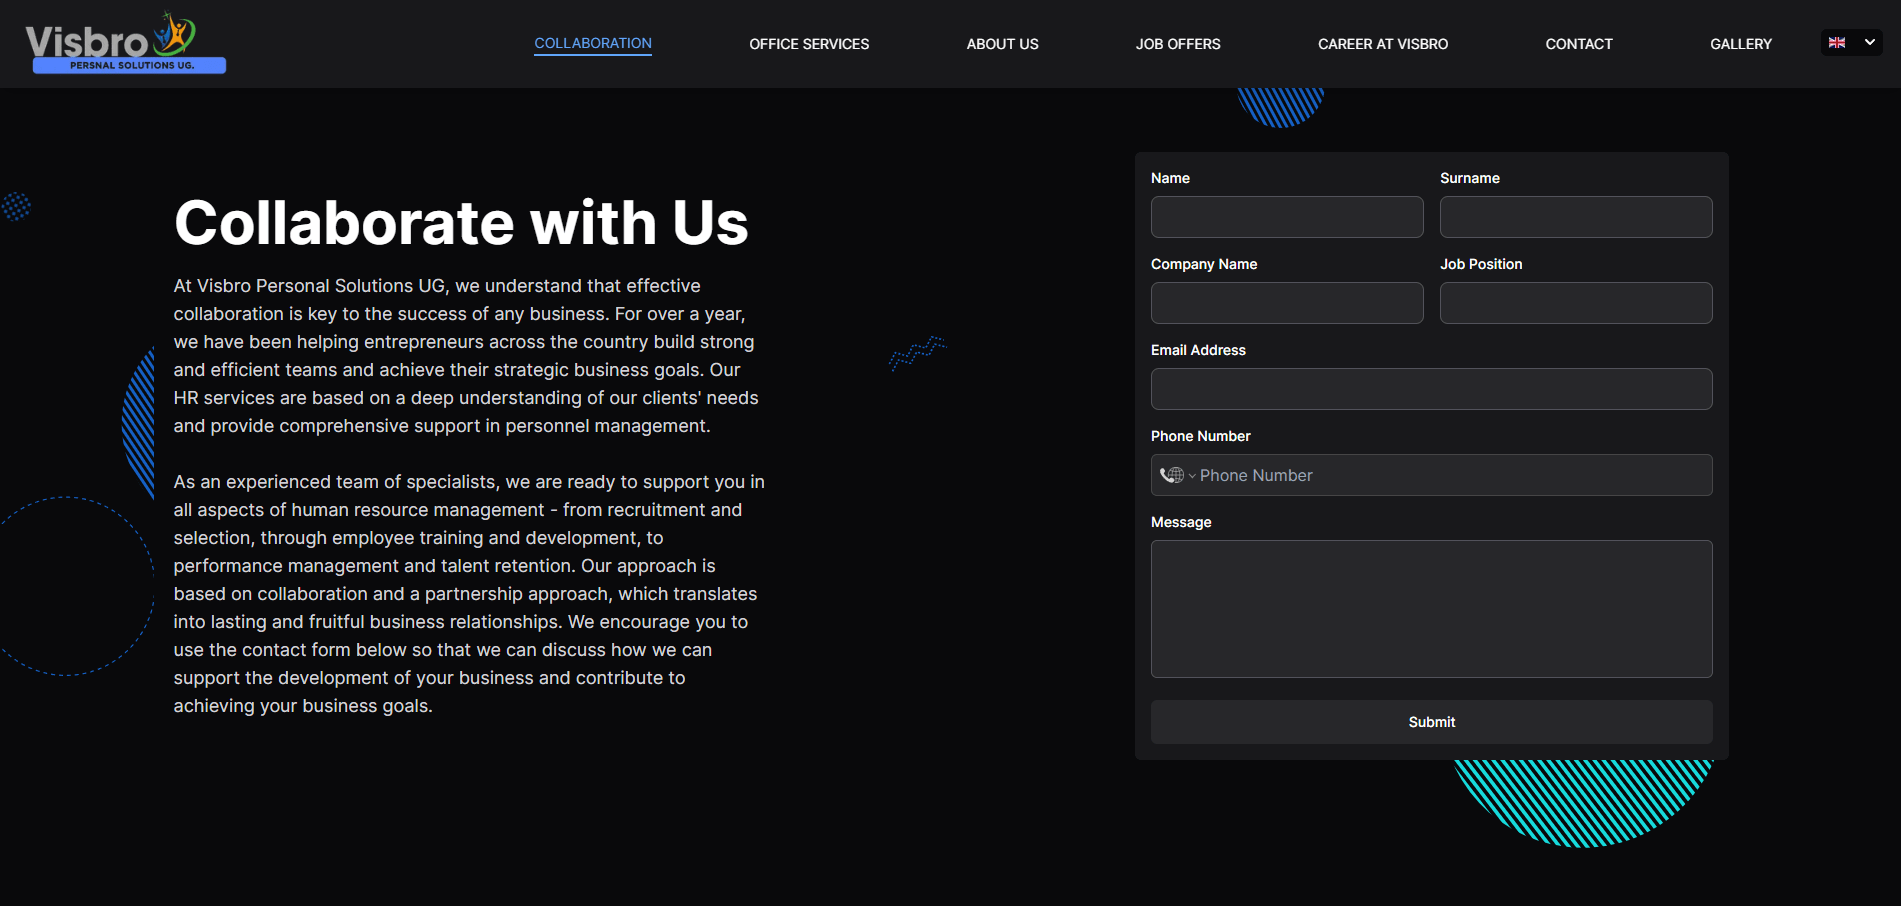 Visbro
PERSNAL SOLUTIONS UG.
COLLABORATION
OFFICE SERVICES
ABOUT US
JOB OFFERS
CAREER AT VISBRO
CONTACT
GALLERY
Collaborate with Us
At Visbro Personal Solutions UG, we understand that effective
collaboration is key to the success of any business. For over a year,
we have been helping entrepreneurs across the country build strong
and efficient teams and achieve their strategic business goals. Our
HR services are based on a deep understanding of our clients' needs
and provide comprehensive support in personnel management.
As an experienced team of specialists, we are ready to support you in
all aspects of human resource management - from recruitment and
selection, through employee training and development, to
performance management and talent retention. Our approach is
based on collaboration and a partnership approach, which translates
into lasting and fruitful business relationships. We encourage you to
use the contact form below so that we can discuss how we can
support the development of your business and contribute to
achieving your business goals.
Name
Surname
Company Name
Job Position
Email Address
Phone Number
Phone Number
Message
Submit